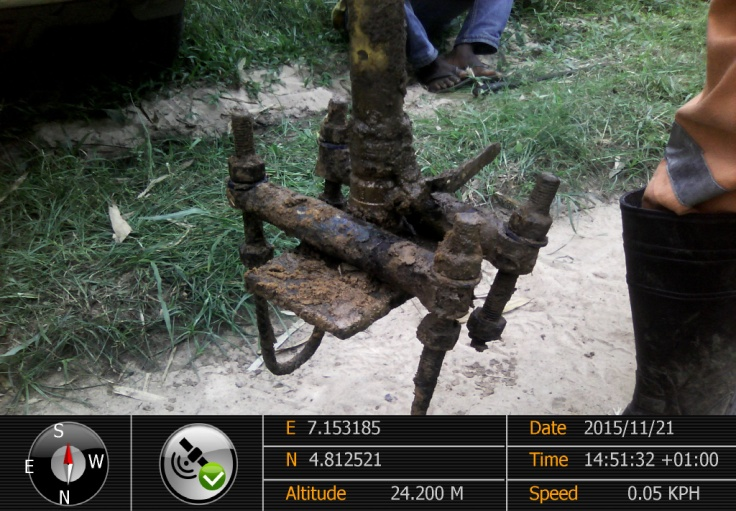 S
E W
N
E 7.153185
N 4.812521
Altitude 24.200 M
Date 2015/11/21
Time 14:51:32 +01:00
Speed 0.05 KPH